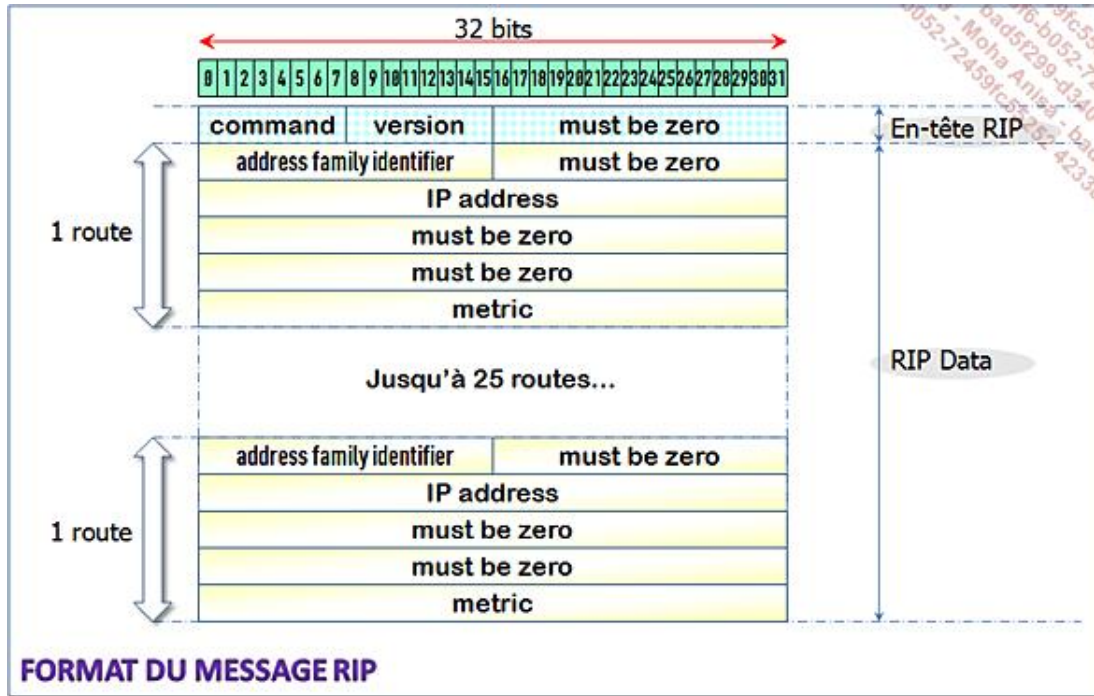 32 bits
0 1 2 3 4 5 6 7 8 9 10 11 12 13 14 15 16 17 18 19 20 21 22 23 24 25 26 27 28 29 30 31
command version must be zero
En-tête RIP
address family identifier must be zero
IP address
1 route
must be zero
must be zero
metric
RIP Data
Jusqu'à 25 routes...
address family identifier must be zero
IP address
1 route
must be zero
must be zero
metric
FORMAT DU MESSAGE RIP